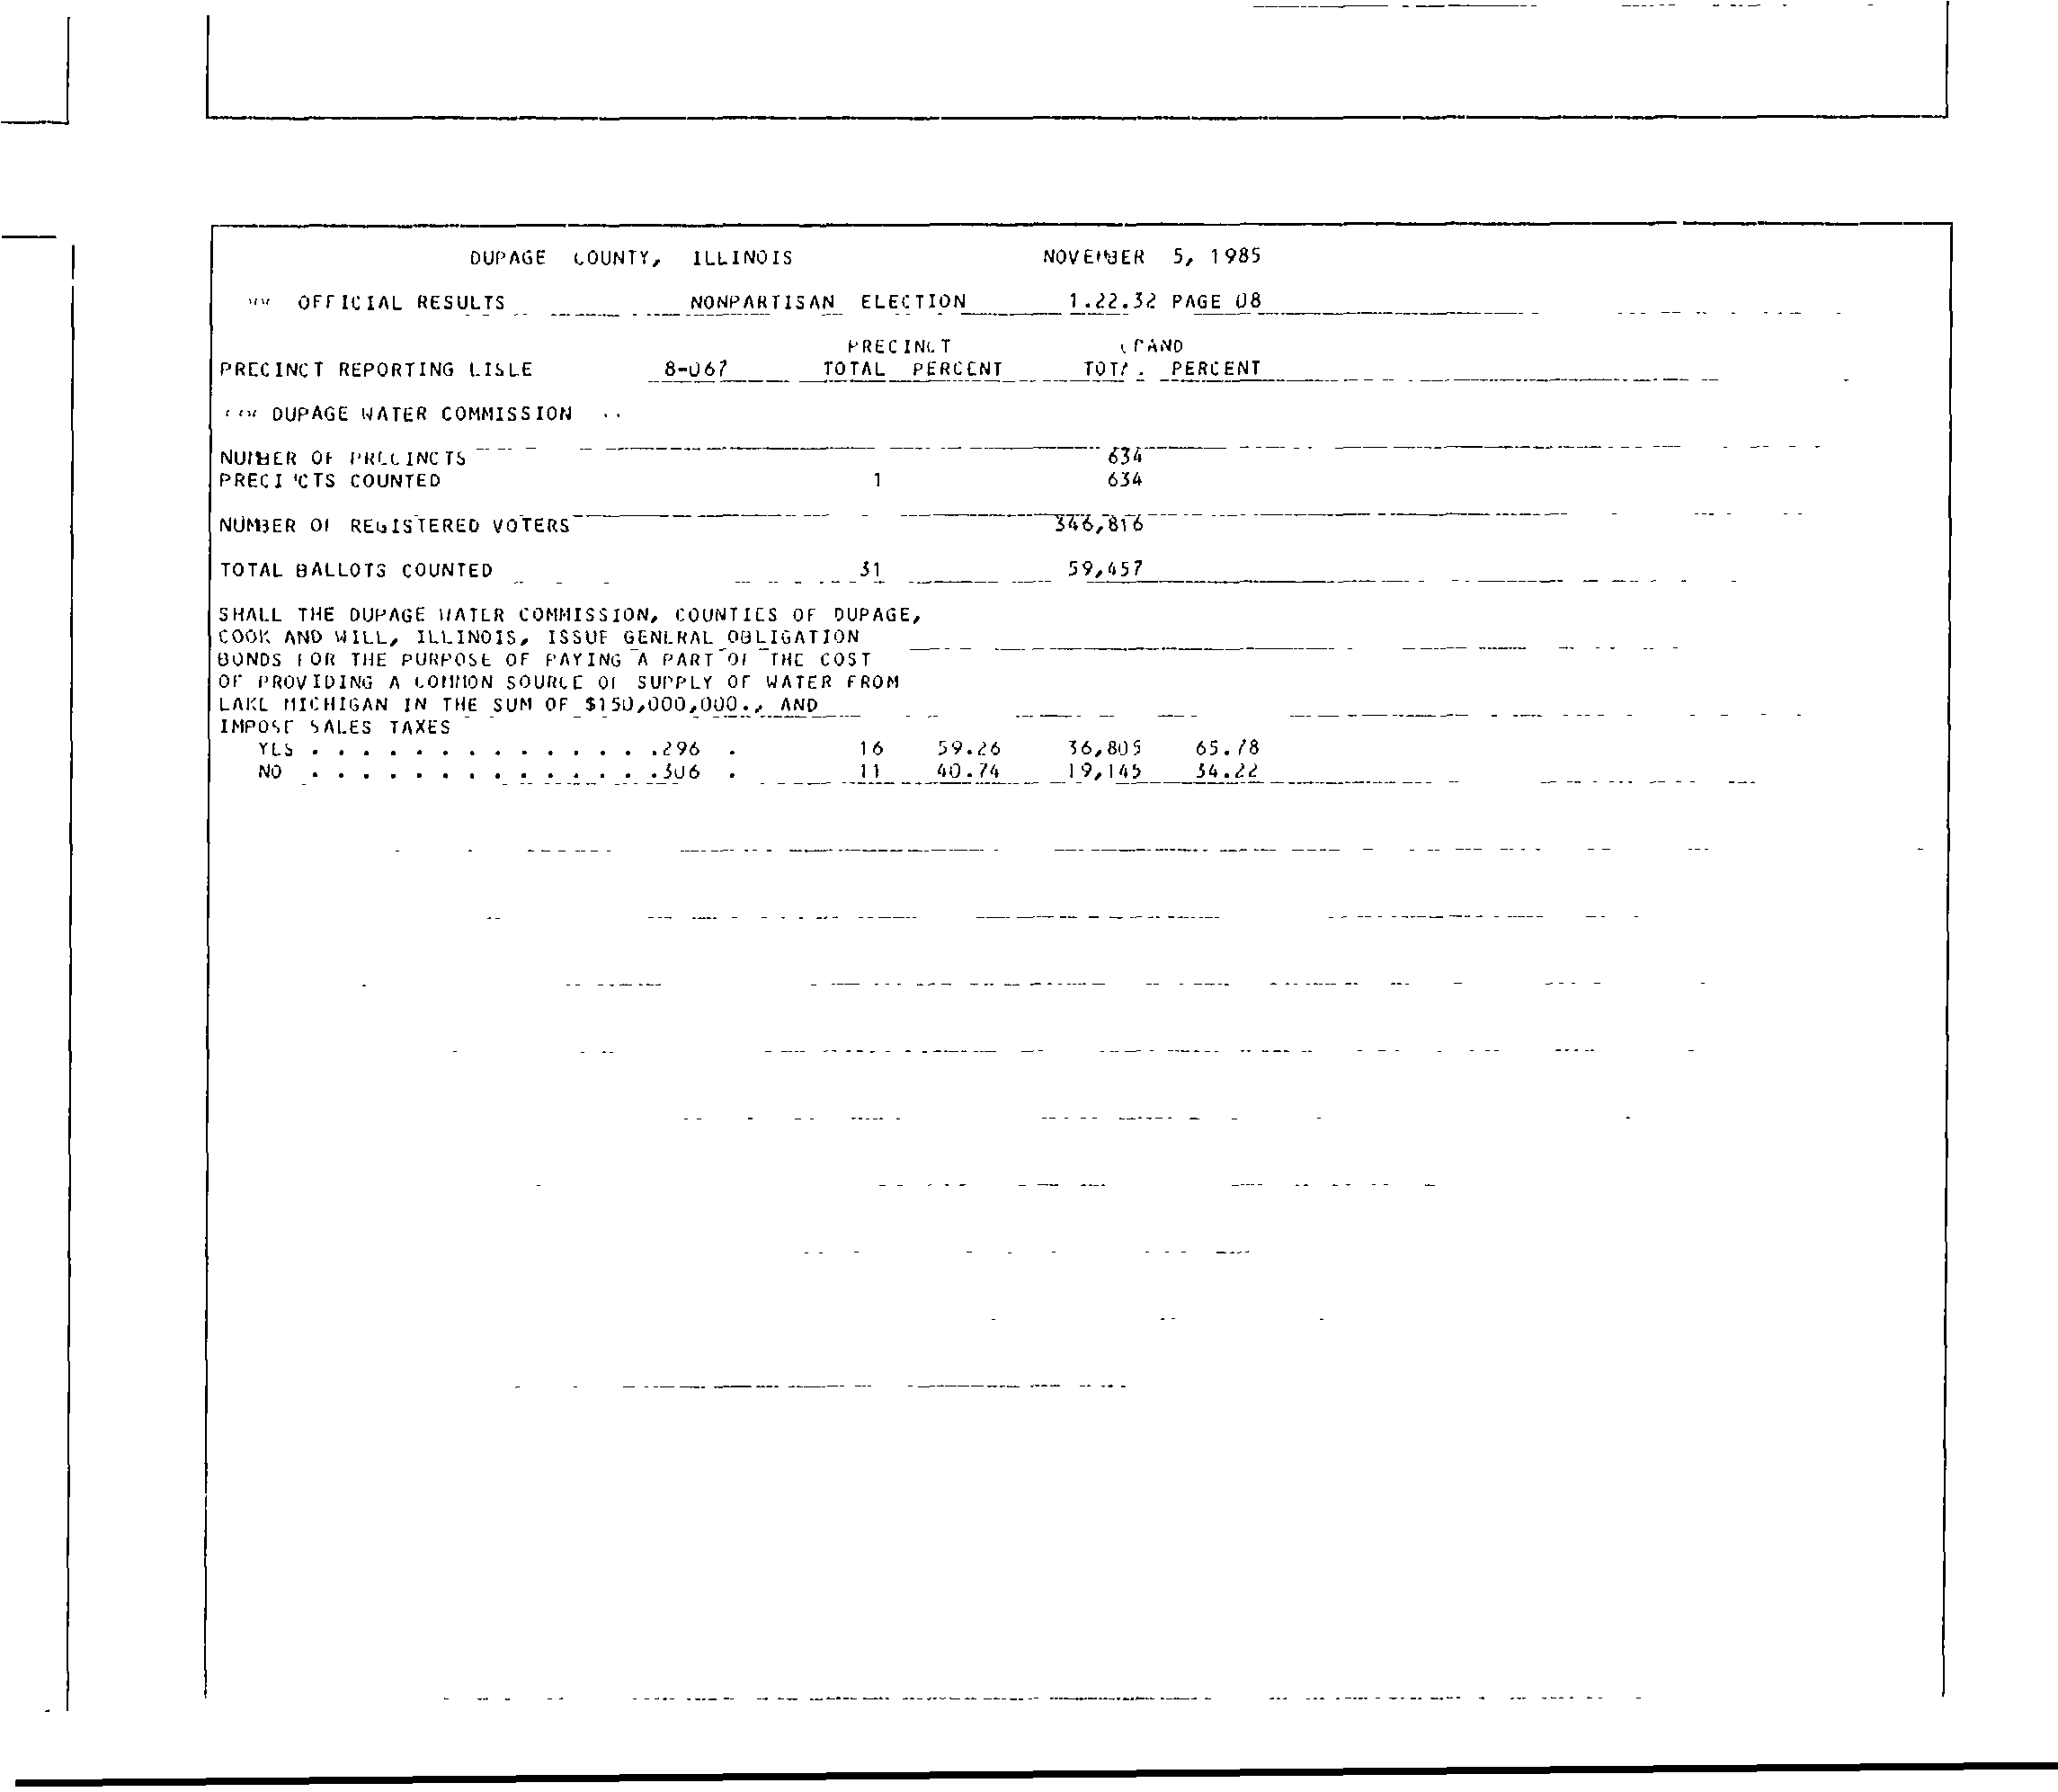 DUPAGE COUNTY, ILLINOIS NOVEMBER 5, 1985
OFFICIAL RESULTS NONPARTISAN ELECTION 1.22.32 PAGE 08
PRECINCT GRAND
PRECINCT REPORTING LISLE 8-067 TOTAL PERCENT TOTAL PERCENT
DUPAGE WATER COMMISSION
NUMBER OF PRECINCTS 634
PRECINCTS COUNTED 1 634
NUMBER OF REGISTERED VOTERS 346,816
TOTAL BALLOTS COUNTED 31 59,457
SHALL THE DUPAGE WATER COMMISSION, COUNTIES OF DUPAGE,
COOK AND WILL, ILLINOIS, ISSUE GENERAL OBLIGATION
BONDS FOR THE PURPOSE OF PAYING A PART OF THE COST
OF PROVIDING A COMMON SOURCE OF SUPPLY OF WATER FROM
LAKE MICHIGAN IN THE SUM OF $150,000,000., AND
IMPOSE SALES TAXES
YES . . . . . . . . . . . . . .296 . 16 59.26 36,805 65.78
NO . . . . . . . . . . . . . .306 . 11 40.74 19,145 34.22